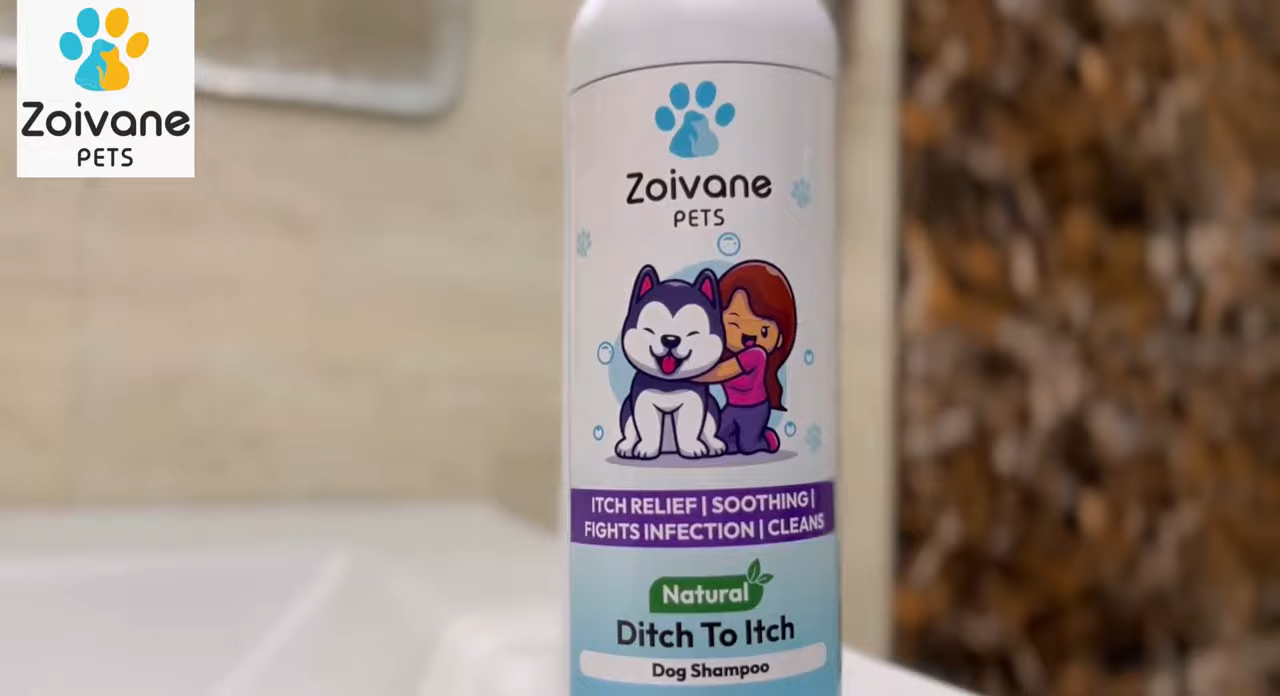 Zoivane
PETS
Zoivane
PETS
ITCH RELIEF | SOOTHING |
FIGHTS INFECTION | CLEANS
Natural
Ditch To Itch
Dog Shampoo